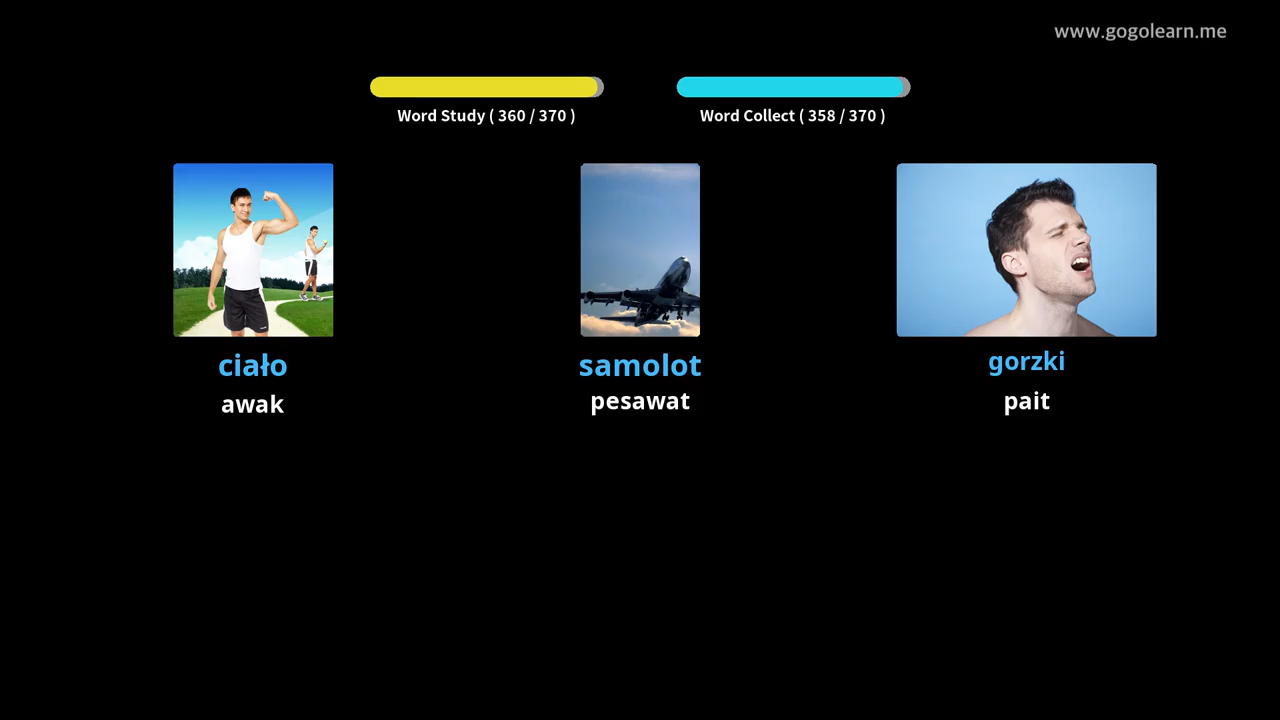 www.gogolearn.me
Word Study ( 360 / 370 )
Word Collect ( 358 / 370 )
ciało
samolot
gorzki
awak
pesawat
pait